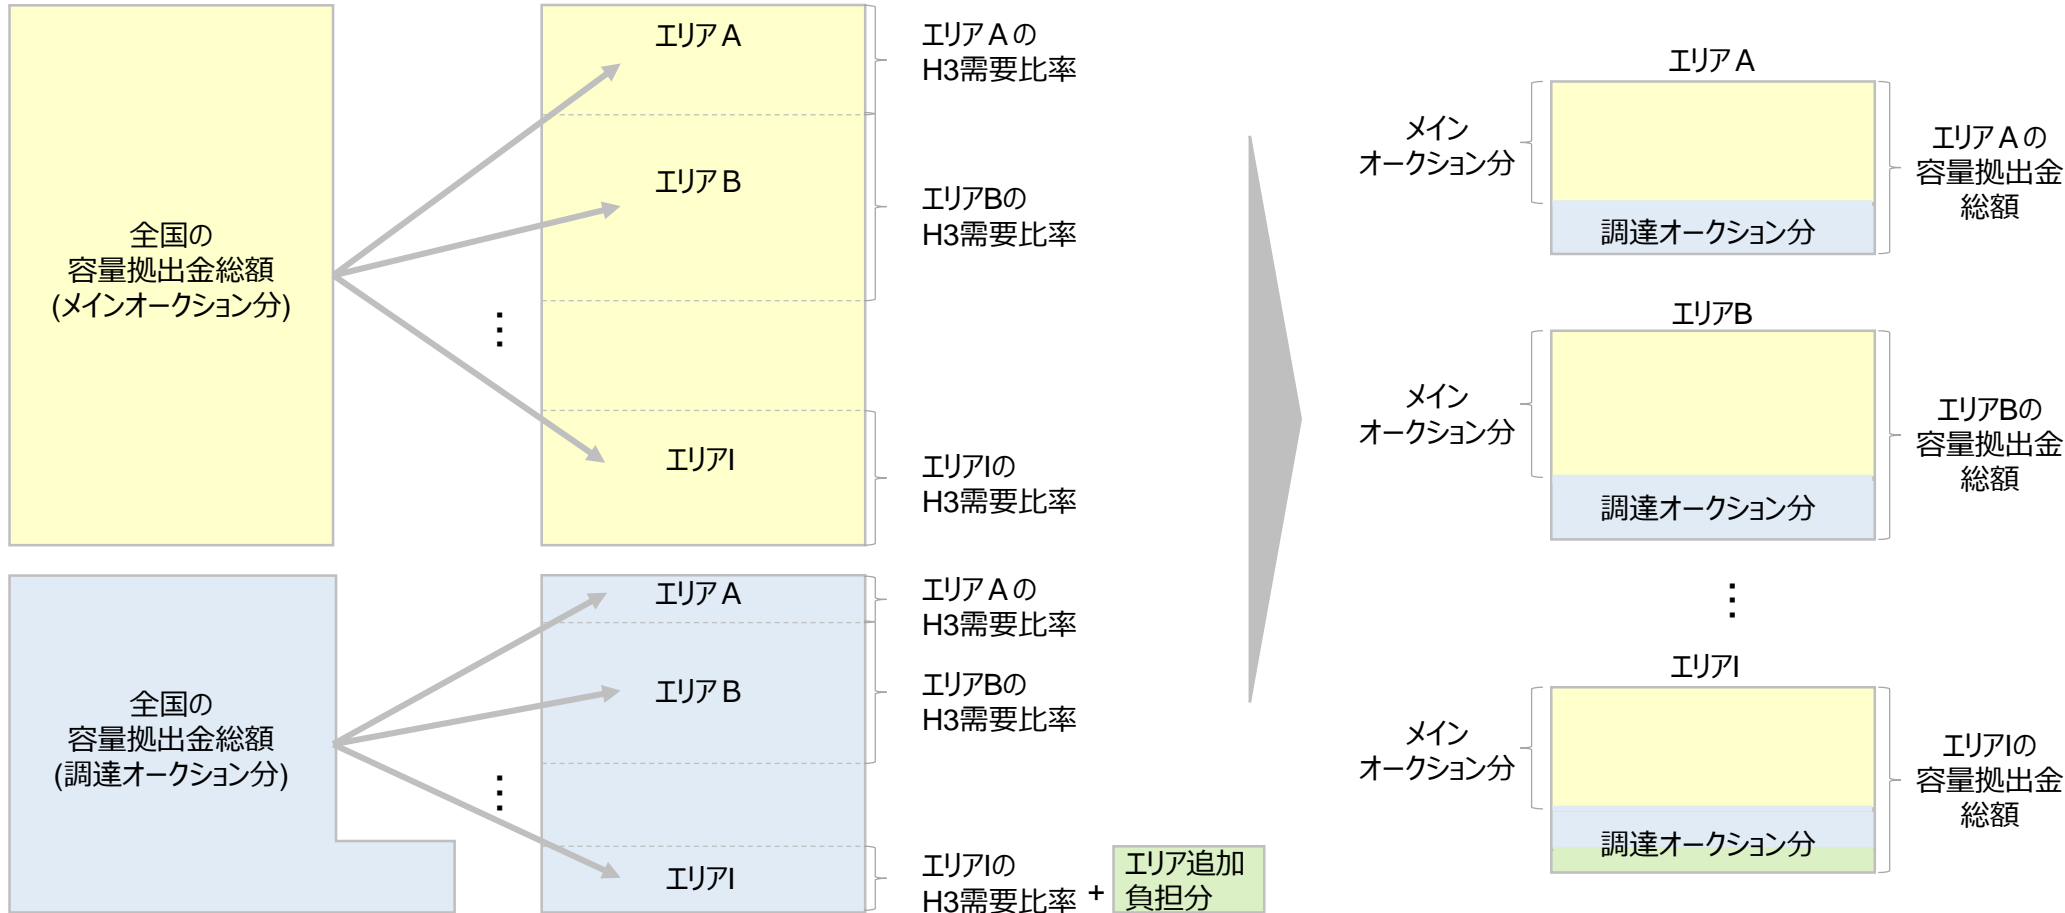 全国の
容量拠出金総額
(メインオークション分)
エリアA
エリアB
⋮
エリアI
エリアAの
H3需要比率
エリアBの
H3需要比率
エリアIの
H3需要比率
全国の
容量拠出金総額
(調達オークション分)
エリアA
エリアB
⋮
エリアI
エリアAの
H3需要比率
エリアBの
H3需要比率
エリアIの
H3需要比率
+
エリア追加
負担分
エリアA
メイン
オークション分
調達オークション分
エリアAの
容量拠出金
総額
エリアB
メイン
オークション分
調達オークション分
エリアBの
容量拠出金
総額
⋮
エリアI
メイン
オークション分
調達オークション分
エリアIの
容量拠出金
総額